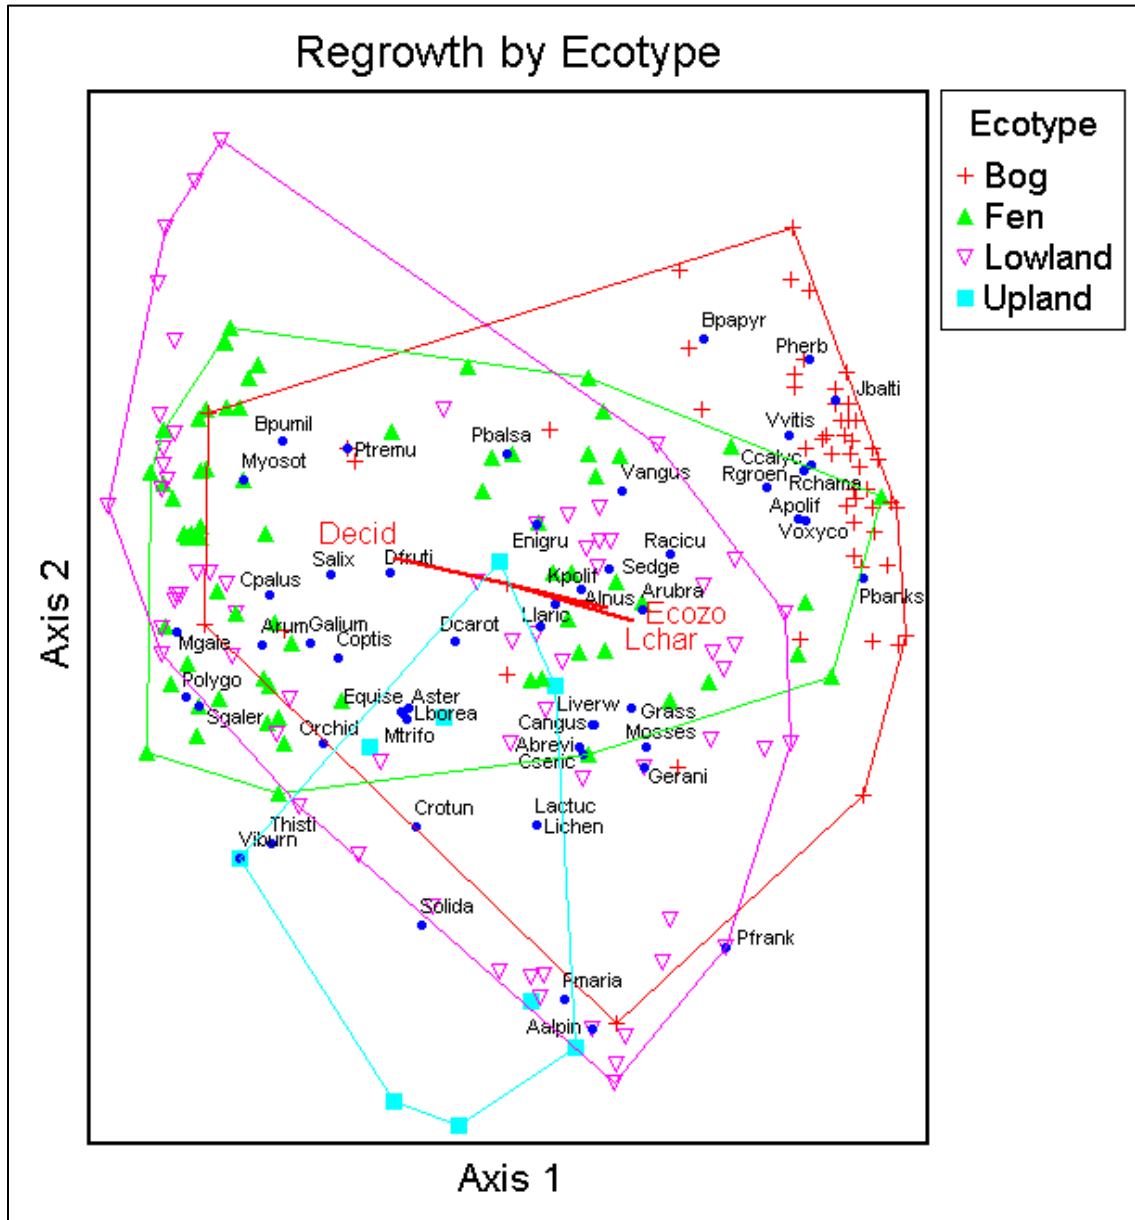 Regrowth by Ecotype
Ecotype
Bog
Fen
Lowland
Upland
Bpapyr
Pherb
Jbalti
Bpumil
Ptremu
Pbalsa
Vvitis
Myosot
Vangus
Ccalyc
Rgroen
Rchama
Apolif
Decid
Enigru
Voxyco
Salix
Dfruti
Racicu
Sedge
Cpalus
Kpolif
Alnus
Arubra
Pbanks
Ecozo
Llaric
Lchar
Mgale
Arum
Galium
Dcarot
Coptis
Polygo
Sgaler
Equise
Aster
Lborea
Liverw
Grass
Orchid
Mtrifo
Cangus
Mosses
Abrevi
Cseric
Gerani
Crotun
Lactuc
Lichen
Thisti
Viburn
Solida
Pfrank
Pmaria
Aalpin
Axis 2
Axis 1